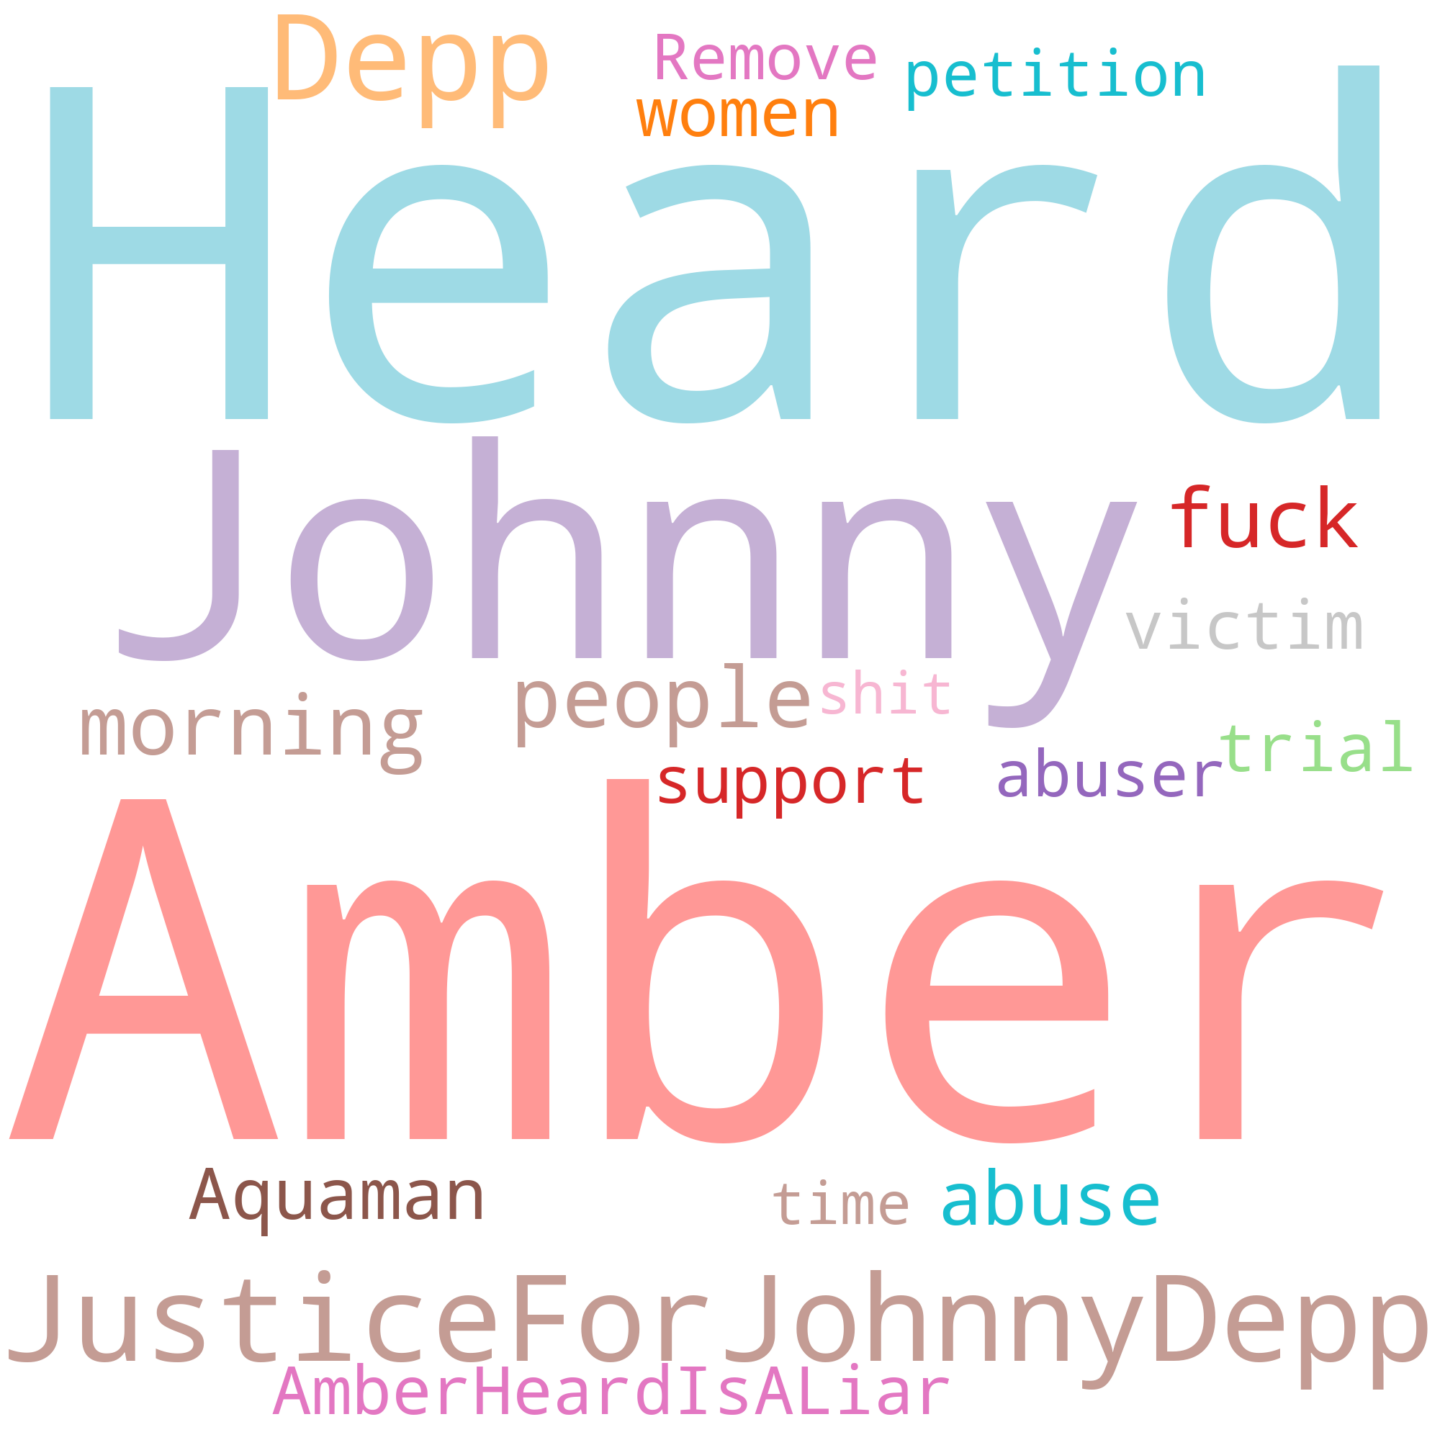 Depp Remove petition
women
Heard
Johnny
fuck
victim
morning people shit
support abuser trial
Amber
Aquaman time abuse
JusticeForJohnnyDepp
AmberHeardIsALiar